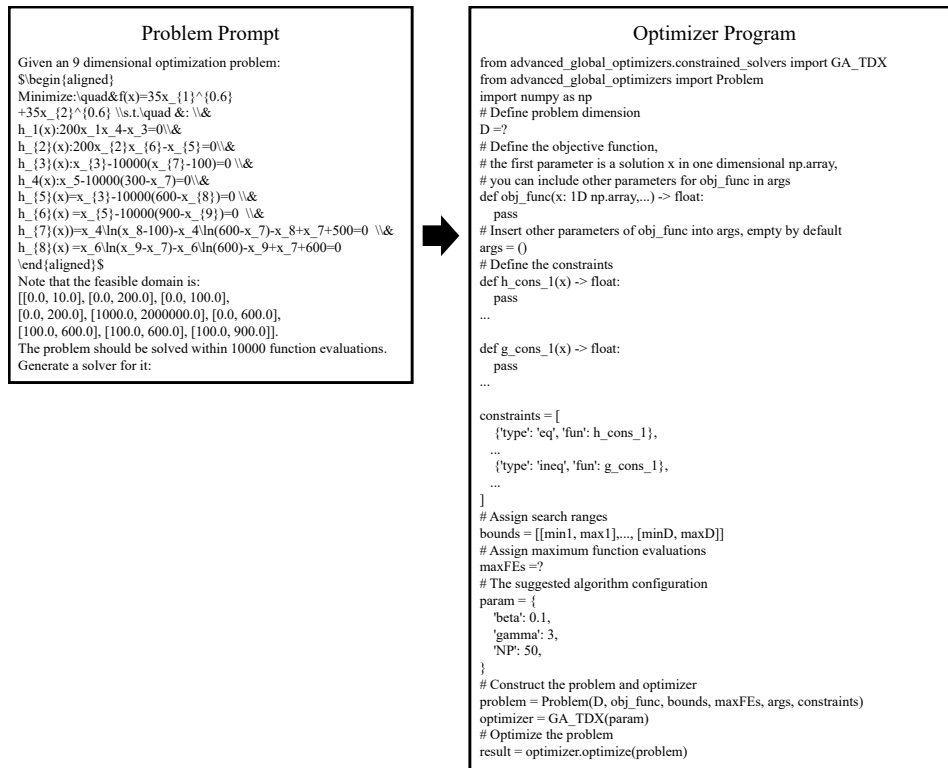 Problem Prompt
Given an 9 dimensional optimization problem:
$\begin{aligned}
Minimize:\quad&f(x)=35x_{1}^{0.6}
+35x_{2}^{0.6} \\s.t.\quad &: \\&
h_1(x):200x_1x_4-x_3=0\\&
h_{2}(x):200x_{2}x_{6}-x_{5}=0\\&
h_{3}(x):x_{3}-10000(x_{7}-100)=0 \\&
h_4(x):x_5-10000(300-x_7)=0\\&
h_{5}(x)=x_{3}-10000(600-x_{8})=0 \\&
h_{6}(x) =x_{5}-10000(900-x_{9})=0 \\&
h_{7}(x))=x_4\ln(x_8-100)-x_4\ln(600-x_7)-x_8+x_7+500=0 \\&
h_{8}(x) =x_6\ln(x_9-x_7)-x_6\ln(600)-x_9+x_7+600=0
\end{aligned}$
Note that the feasible domain is:
[[0.0, 10.0], [0.0, 200.0], [0.0, 100.0],
[0.0, 200.0], [1000.0, 2000000.0], [0.0, 600.0],
[100.0, 600.0], [100.0, 600.0], [100.0, 900.0]].
The problem should be solved within 10000 function evaluations.
Generate a solver for it:
Optimizer Program
from advanced_global_optimizers.constrained_solvers import GA_TDX
from advanced_global_optimizers import Problem
import numpy as np
# Define problem dimension
D =?
# Define the objective function,
# the first parameter is a solution x in one dimensional np.array,
# you can include other parameters for obj_func in args
def obj_func(x: 1D np.array,...) -> float:
pass
# Insert other parameters of obj_func into args, empty by default
args = ()
# Define the constraints
def h_cons_1(x) -> float:
pass
...
def g_cons_1(x) -> float:
pass
...
constraints = [
{'type': 'eq', 'fun': h_cons_1},
...
{'type': 'ineq', 'fun': g_cons_1},
...
]
# Assign search ranges
bounds = [[min1, max1],..., [minD, maxD]]
# Assign maximum function evaluations
maxFEs =?
# The suggested algorithm configuration
param = {
'beta': 0.1,
'gamma': 3,
'NP': 50,
}
# Construct the problem and optimizer
problem = Problem(D, obj_func, bounds, maxFEs, args, constraints)
optimizer = GA_TDX(param)
# Optimize the problem
result = optimizer.optimize(problem)